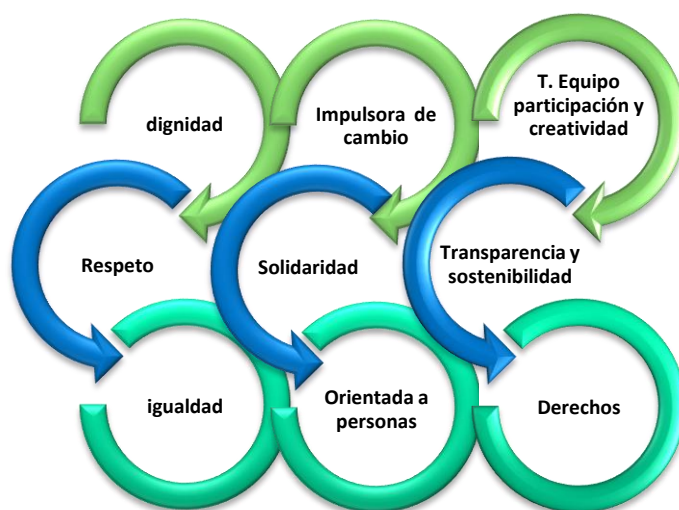 dignidad
Impulsora de
cambio
T. Equipo
participación y
creatividad
Respeto
Solidaridad
Transparencia y
sostenibilidad
igualdad
Orientada a
personas
Derechos